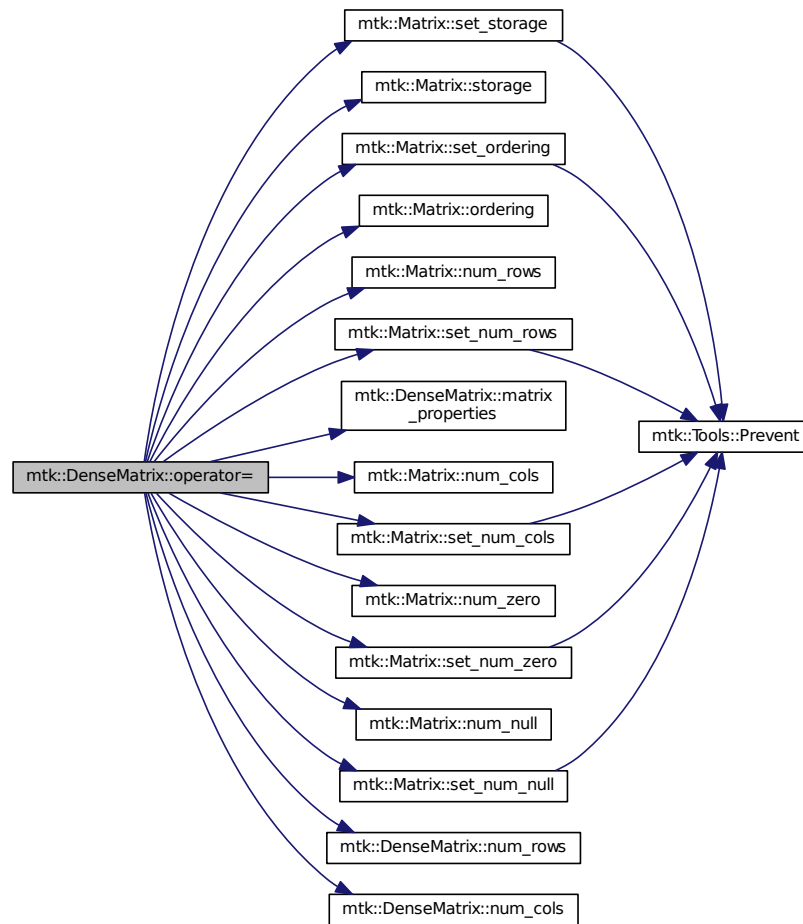 mtk::Matrix::set_storage
mtk::Matrix::storage
mtk::Matrix::set_ordering
mtk::Matrix::ordering
mtk::Matrix::num_rows
mtk::Matrix::set_num_rows
mtk::DenseMatrix::matrix
_properties
mtk::Tools::Prevent
mtk::DenseMatrix::operator=
mtk::Matrix::num_cols
mtk::Matrix::set_num_cols
mtk::Matrix::num_zero
mtk::Matrix::set_num_zero
mtk::Matrix::num_null
mtk::Matrix::set_num_null
mtk::DenseMatrix::num_rows
mtk::DenseMatrix::num_cols